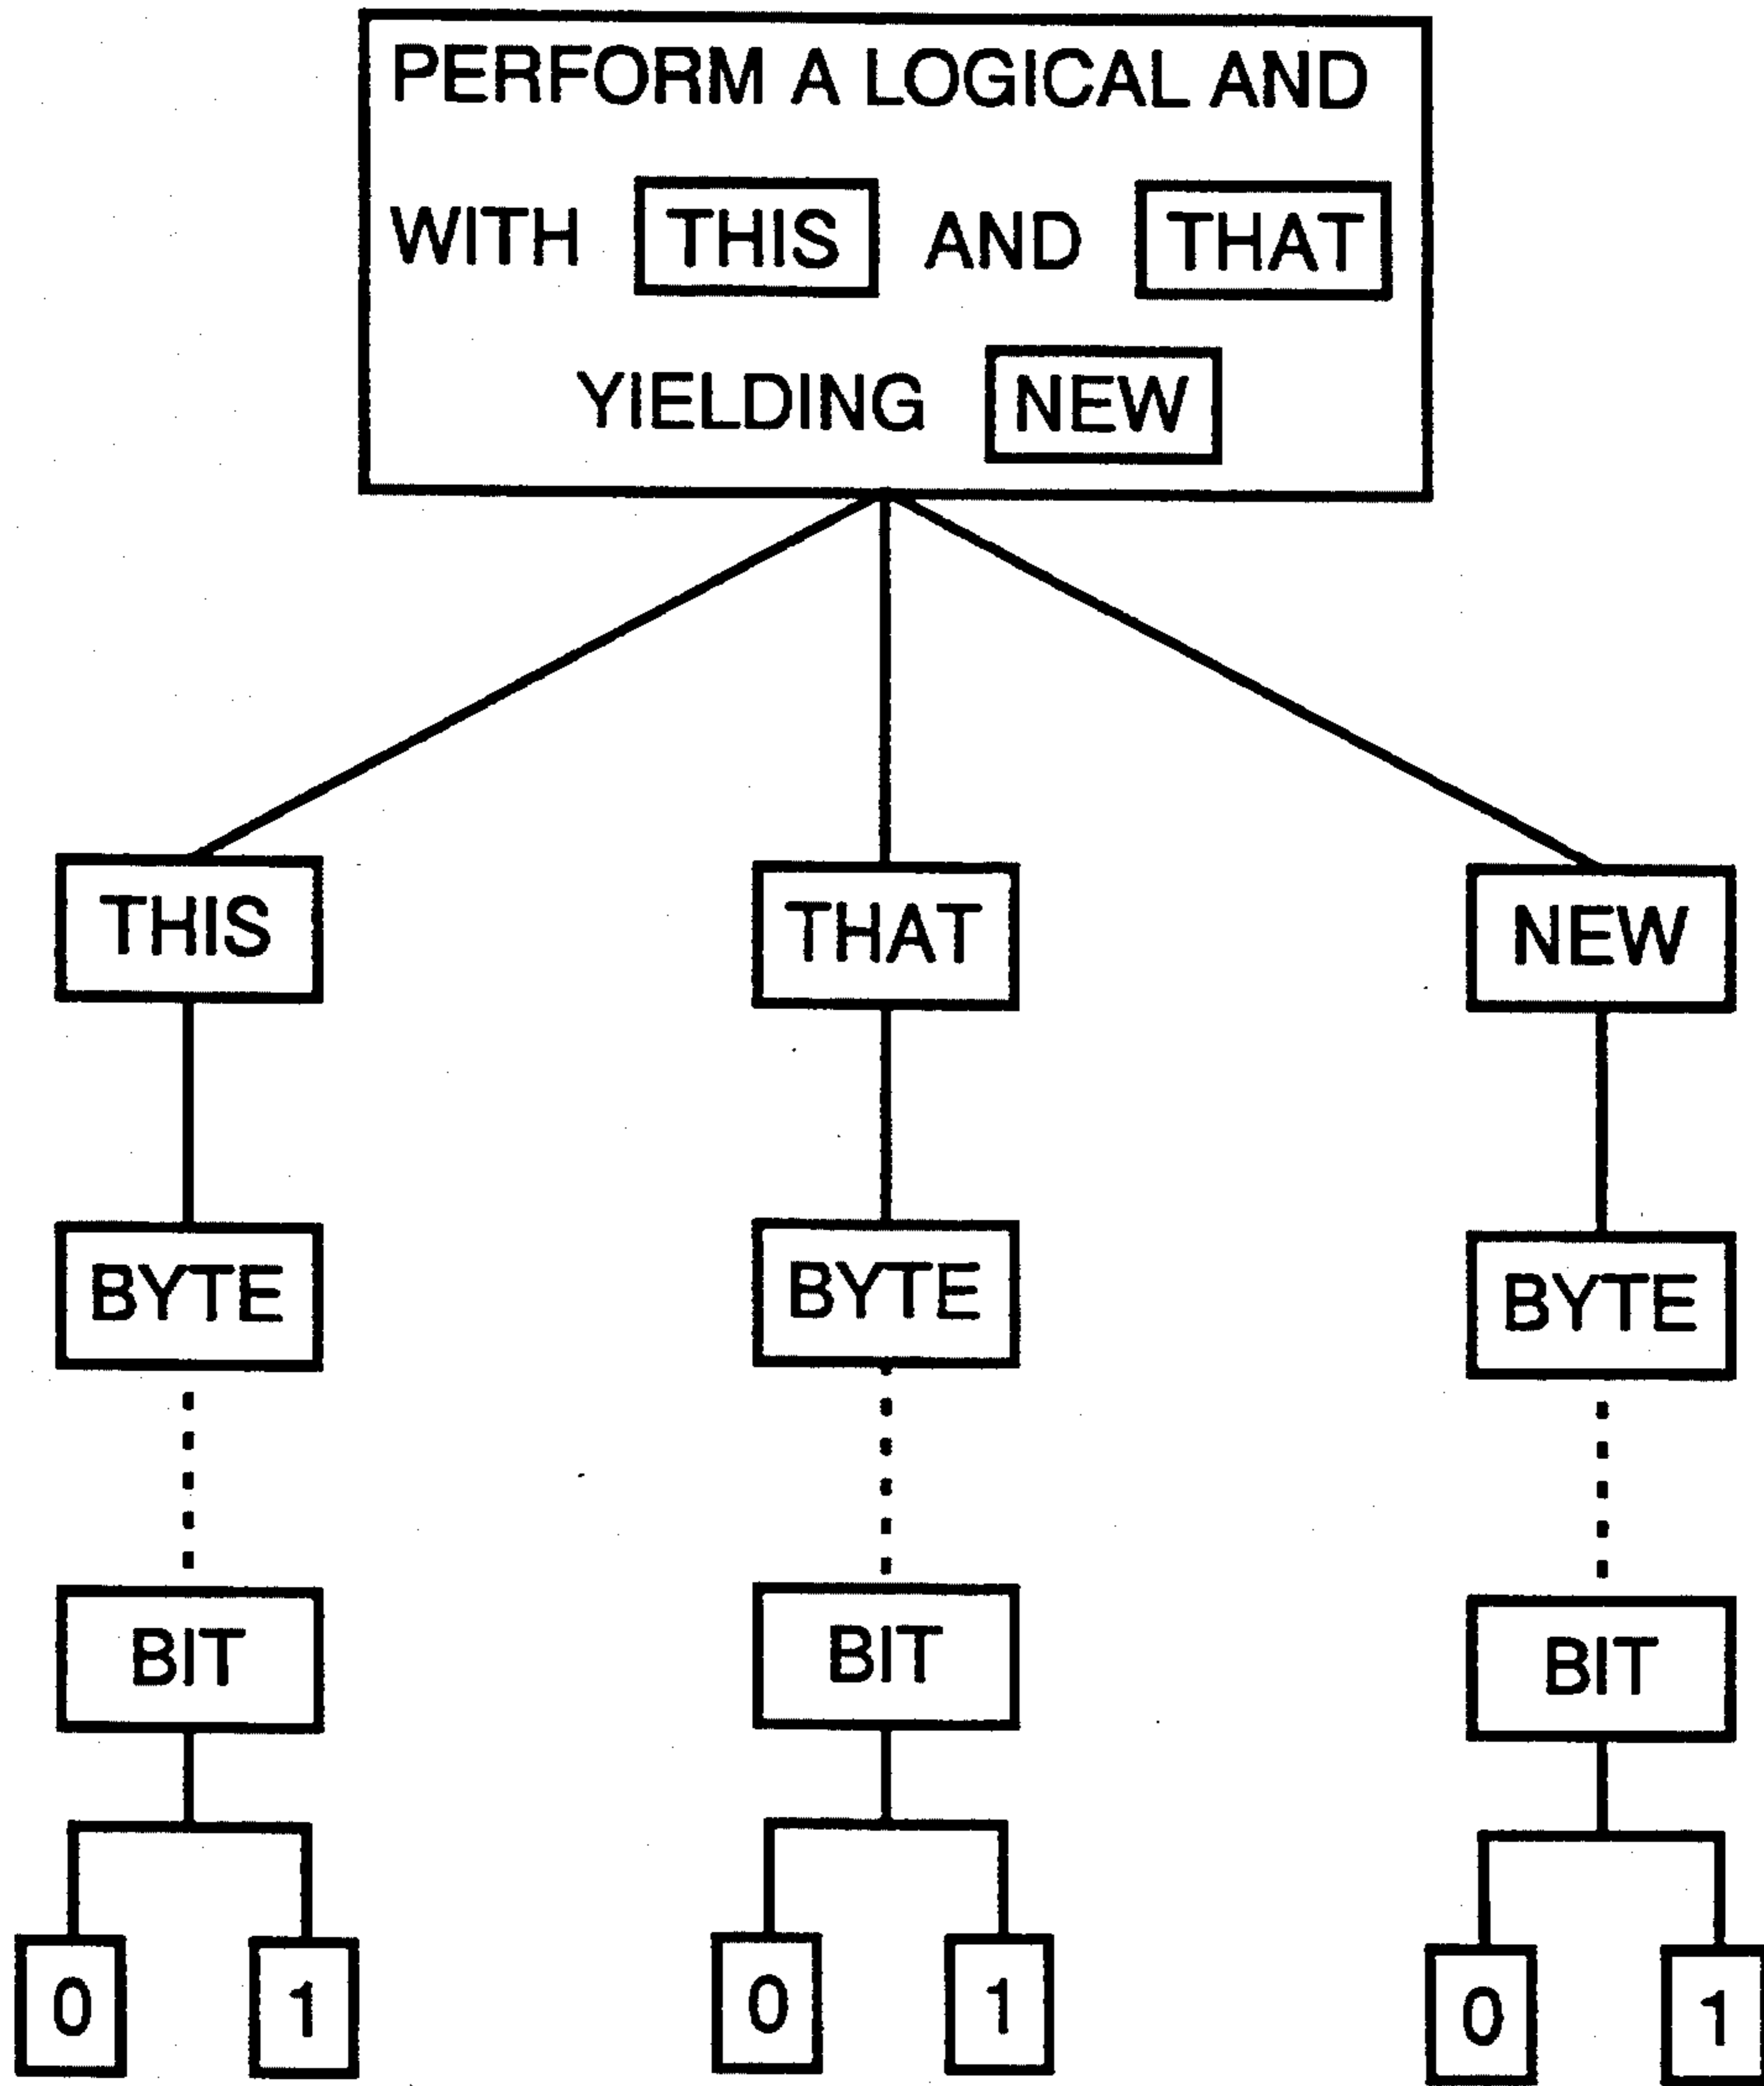 PERFORM A LOGICAL AND
WITH THIS AND THAT
YIELDING NEW
THIS THAT NEW
BYTE BYTE BYTE
BIT BIT BIT
0 1 0 1 0 1